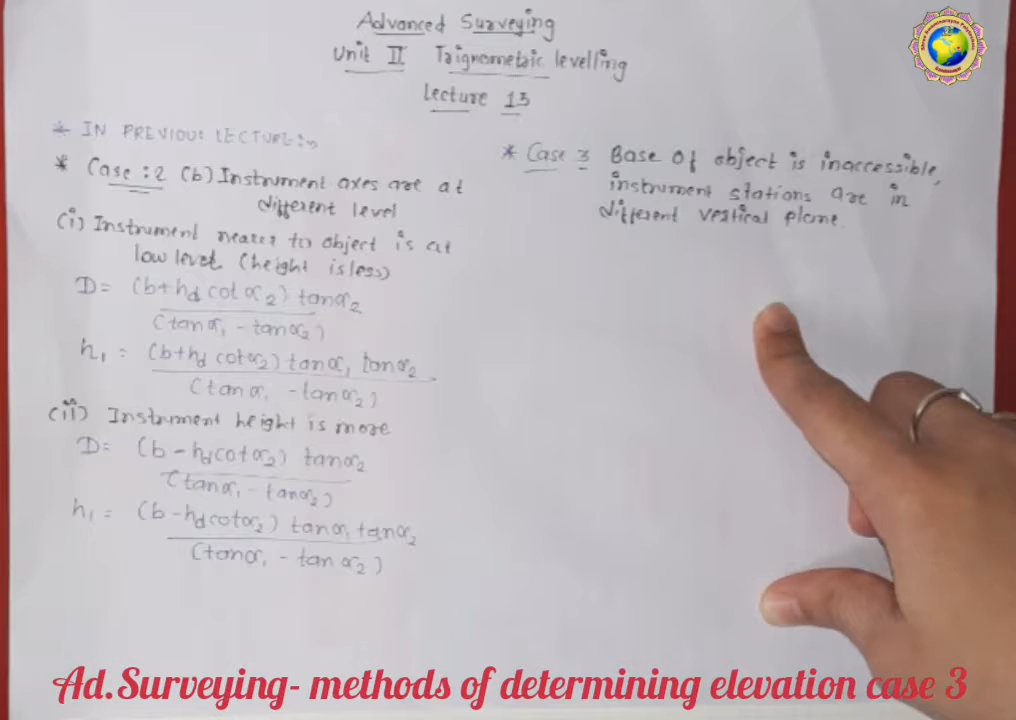 Advanced Surveying
Unit II Trignometric levelling
Lecture 13
* IN PREVIOUS LECTURE:
* Case:2 (b) Instrument axes are at
different level
(i) Instrument nearer to object is at
low level (height is less)
D = (b+hd cot α2) tan α2
(tan α1 - tan α2)
h1 = (b+hd cot α2) tan α1 tan α2
(tan α1 - tan α2)
(ii) Instrument height is more
D = (b - hd cot α2) tan α2
(tan α1 - tan α2)
h1 = (b - hd cot α2) tan α1 tan α2
(tan α1 - tan α2)
* Case 3 Base of object is inaccessible,
instrument stations are in
different vertical plane.
Ad.Surveying- methods of determining elevation case 3